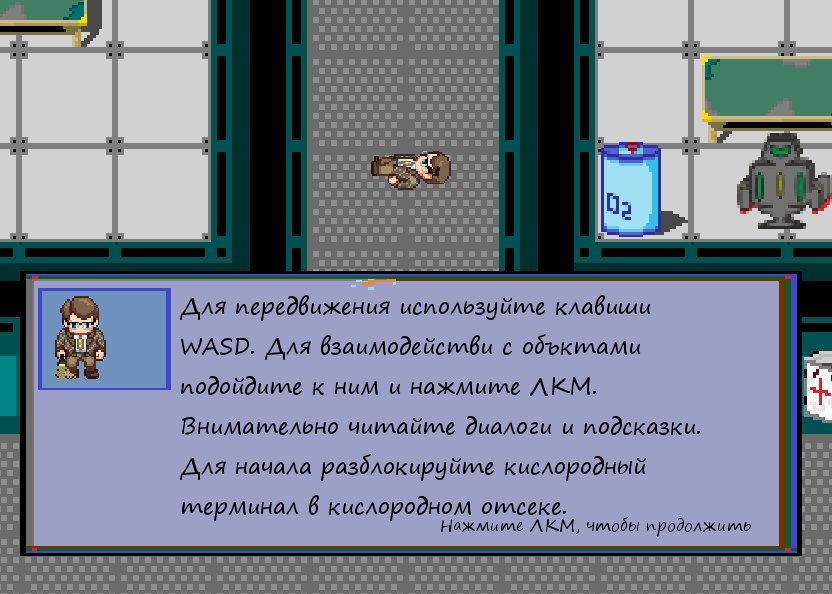 O2
Для передвижения используйте клавиши
WASD. Для взаимодействи с объктами
подойдите к ним и нажмите ЛКМ.
Внимательно читайте диалоги и подсказки.
Для начала разблокируйте кислородный
терминал в кислородном отсеке.
Нажмите ЛКМ, чтобы продолжить